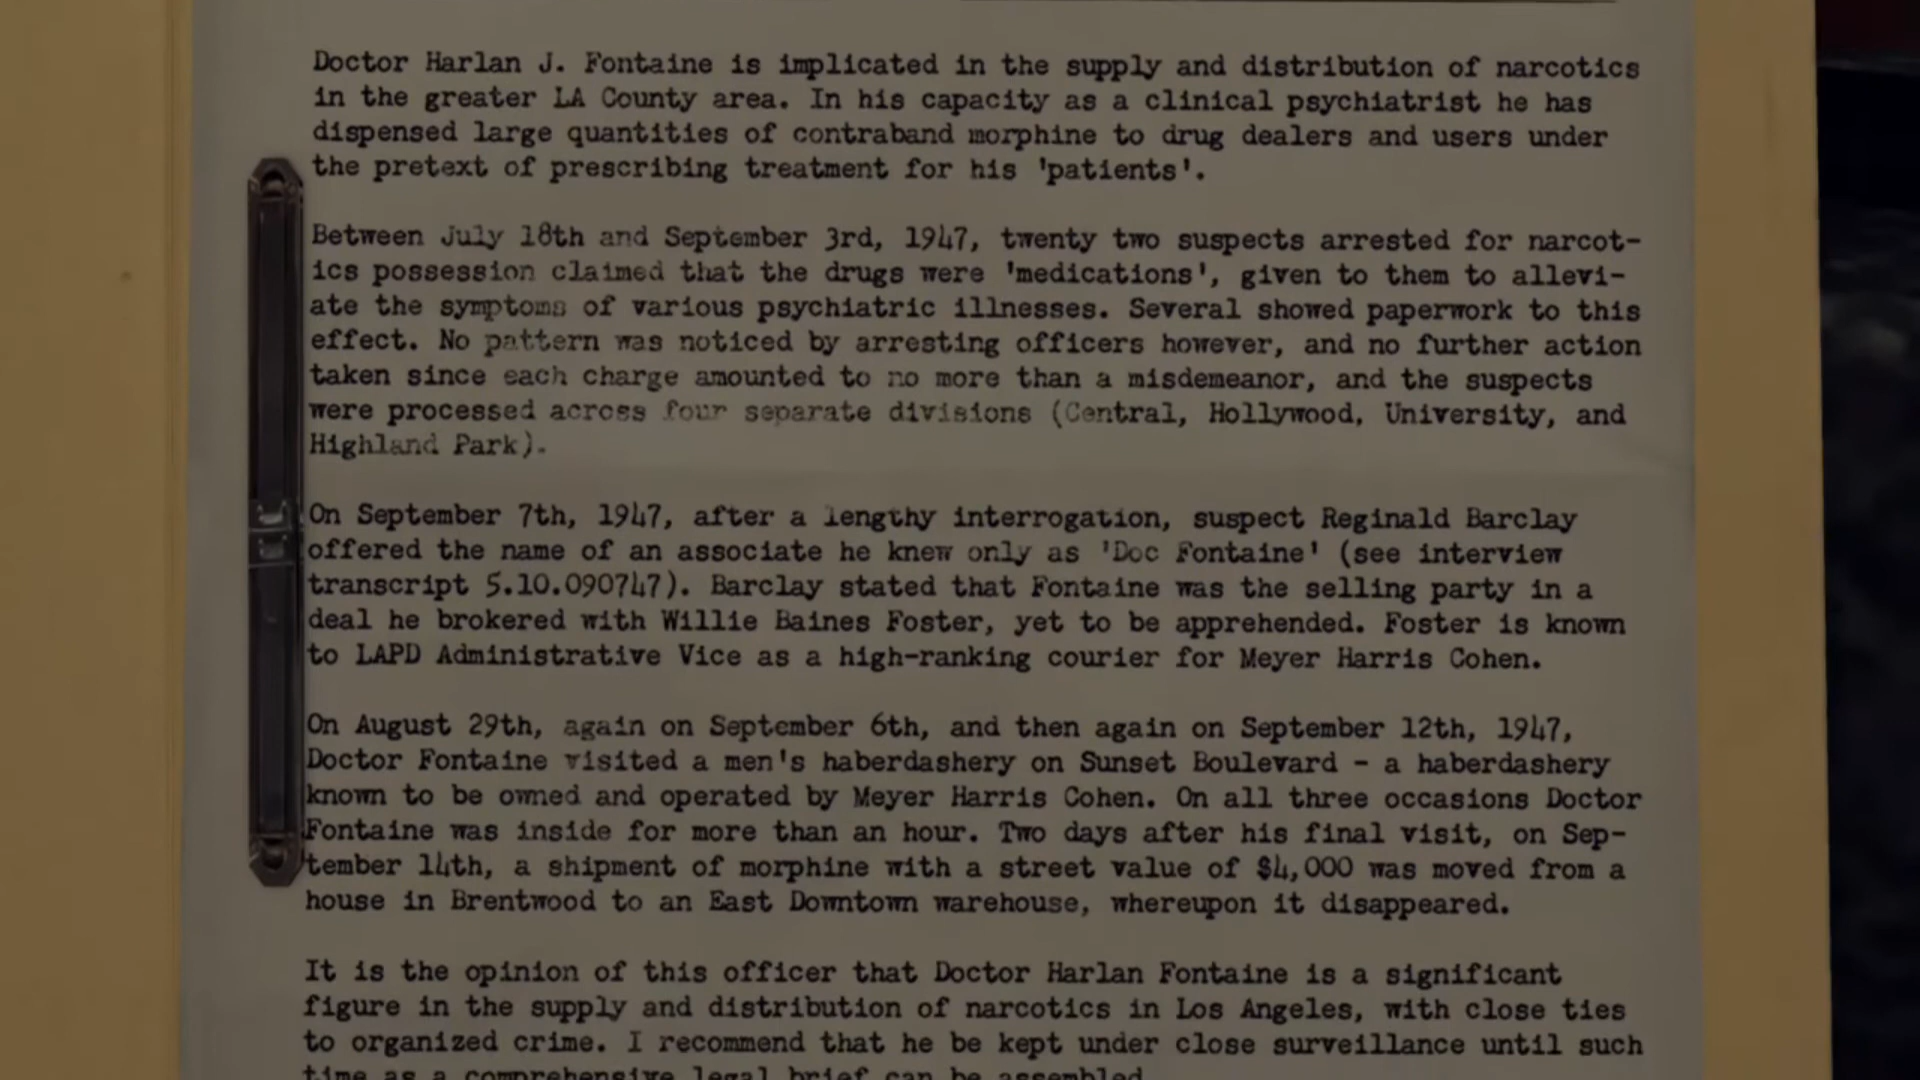 Doctor Harlan J. Fontaine is implicated in the supply and distribution of narcotics
in the greater LA County area. In his capacity as a clinical psychiatrist he has
dispensed large quantities of contraband morphine to drug dealers and users under
the pretext of prescribing treatment for his 'patients'.
Between July 18th and September 3rd, 1947, twenty two suspects arrested for narcot-
ics possession claimed that the drugs were 'medications', given to them to allevi-
ate the symptoms of various psychiatric illnesses. Several showed paperwork to this
effect. No pattern was noticed by arresting officers however, and no further action
taken since each charge amounted to no more than a misdemeanor, and the suspects
were processed across four separate divisions (Central, Hollywood, University, and
Highland Park).
On September 7th, 1947, after a lengthy interrogation, suspect Reginald Barclay
offered the name of an associate he knew only as 'Doc Fontaine' (see interview
transcript 5.10.090747). Barclay stated that Fontaine was the selling party in a
deal he brokered with Willie Baines Foster, yet to be apprehended. Foster is known
to LAPD Administrative Vice as a high-ranking courier for Meyer Harris Cohen.
On August 29th, again on September 6th, and then again on September 12th, 1947,
Doctor Fontaine visited a men's haberdashery on Sunset Boulevard - a haberdashery
known to be owned and operated by Meyer Harris Cohen. On all three occasions Doctor
Fontaine was inside for more than an hour. Two days after his final visit, on Sep-
tember 14th, a shipment of morphine with a street value of $4,000 was moved from a
house in Brentwood to an East Downtown warehouse, whereupon it disappeared.
It is the opinion of this officer that Doctor Harlan Fontaine is a significant
figure in the supply and distribution of narcotics in Los Angeles, with close ties
to organized crime. I recommend that he be kept under close surveillance until such
time as a comprehensive legal brief can be assembled